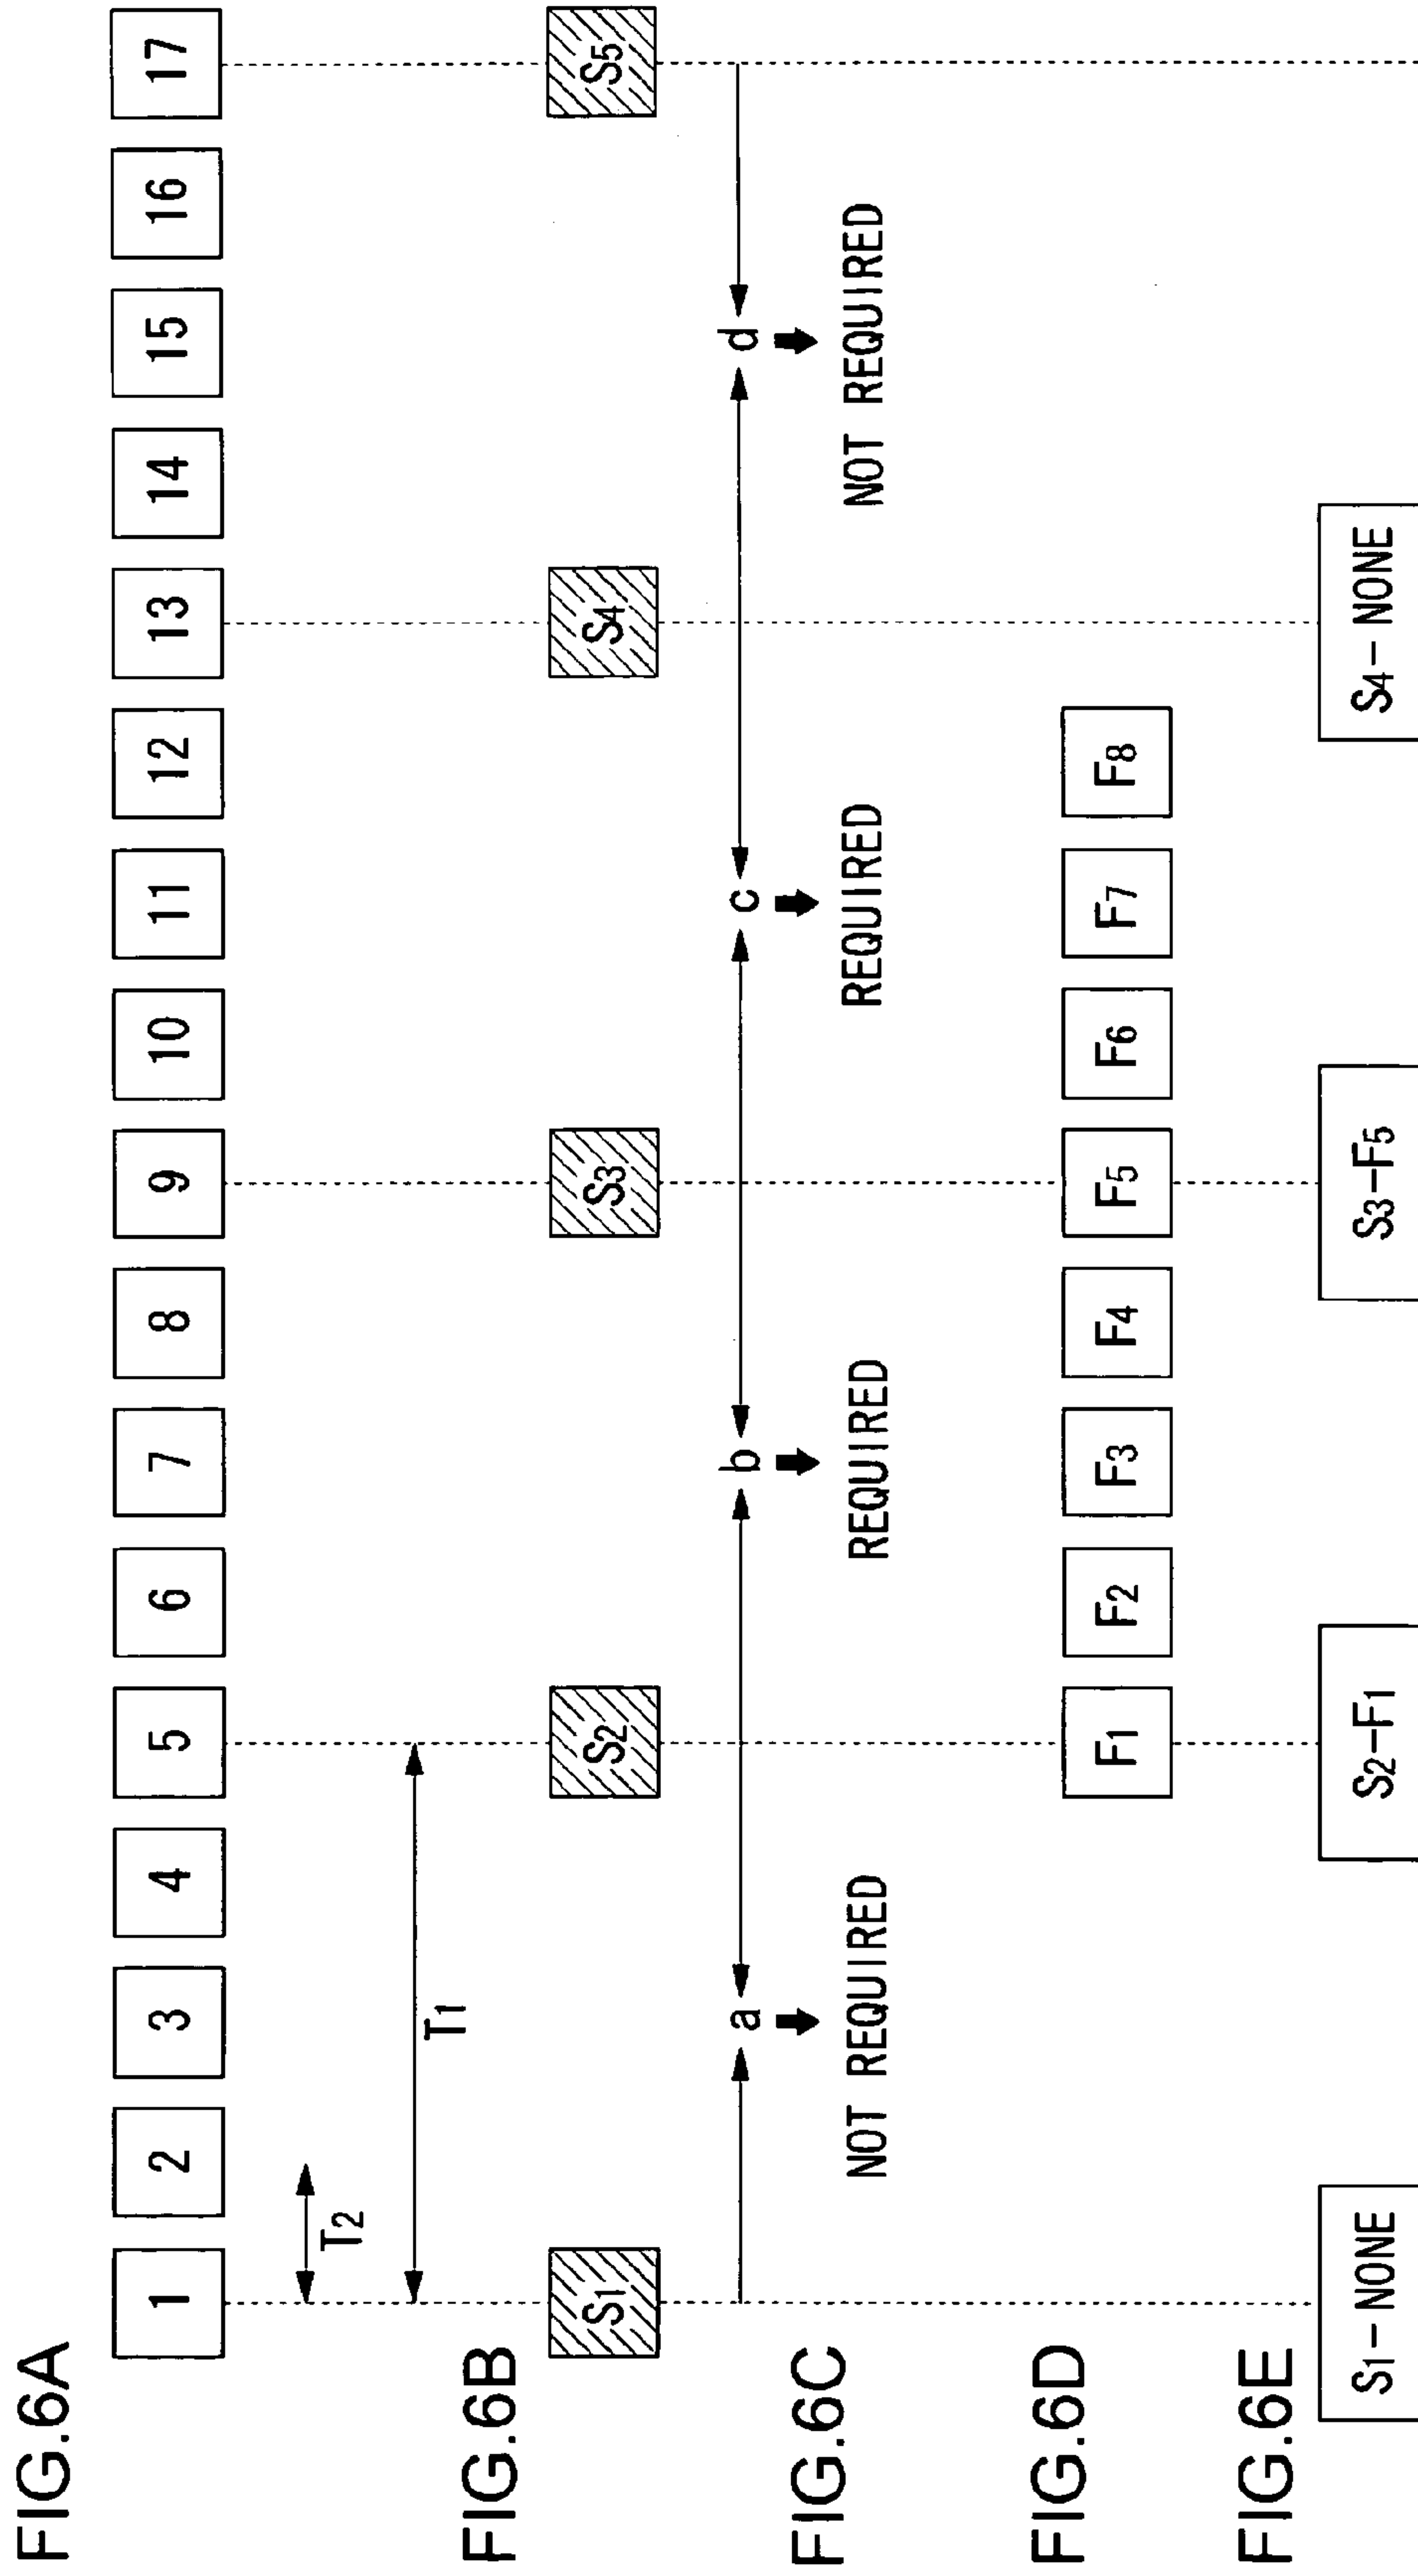 FIG.6A
1 2 3 4 5 6 7 8 9 10 11 12 13 14 15 16 17
T2
T1
FIG.6B
S1 S2 S3 S4 S5
FIG.6C
a b c d
NOT REQUIRED REQUIRED REQUIRED NOT REQUIRED
FIG.6D
F1 F2 F3 F4 F5 F6 F7 F8
FIG.6E
S1-NONE S2-F1 S3-F5 S4-NONE